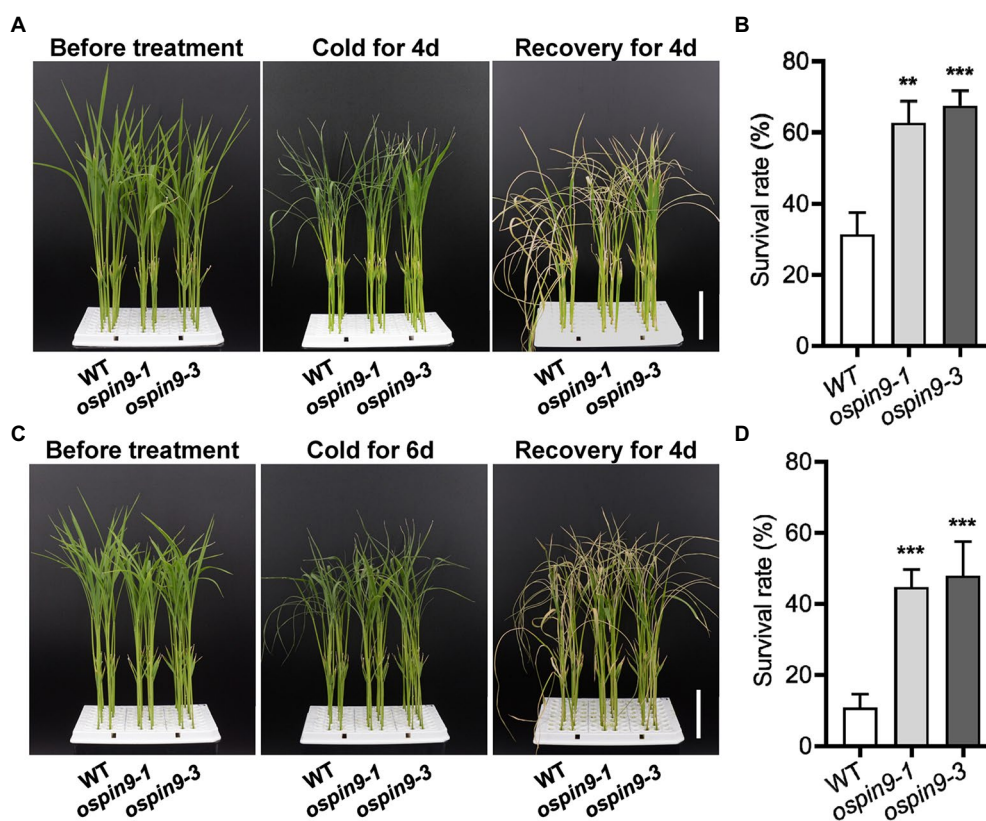 A
Before treatment
Cold for 4d
Recovery for 4d
WT
ospin9-1
ospin9-3
WT
ospin9-1
ospin9-3
WT
ospin9-1
ospin9-3
B
Survival rate (%)
80
60
40
20
0
**
***
WT
ospin9-1
ospin9-3
C
Before treatment
Cold for 6d
Recovery for 4d
WT
ospin9-1
ospin9-3
WT
ospin9-1
ospin9-3
WT
ospin9-1
ospin9-3
D
Survival rate (%)
80
60
40
20
0
***
***
WT
ospin9-1
ospin9-3